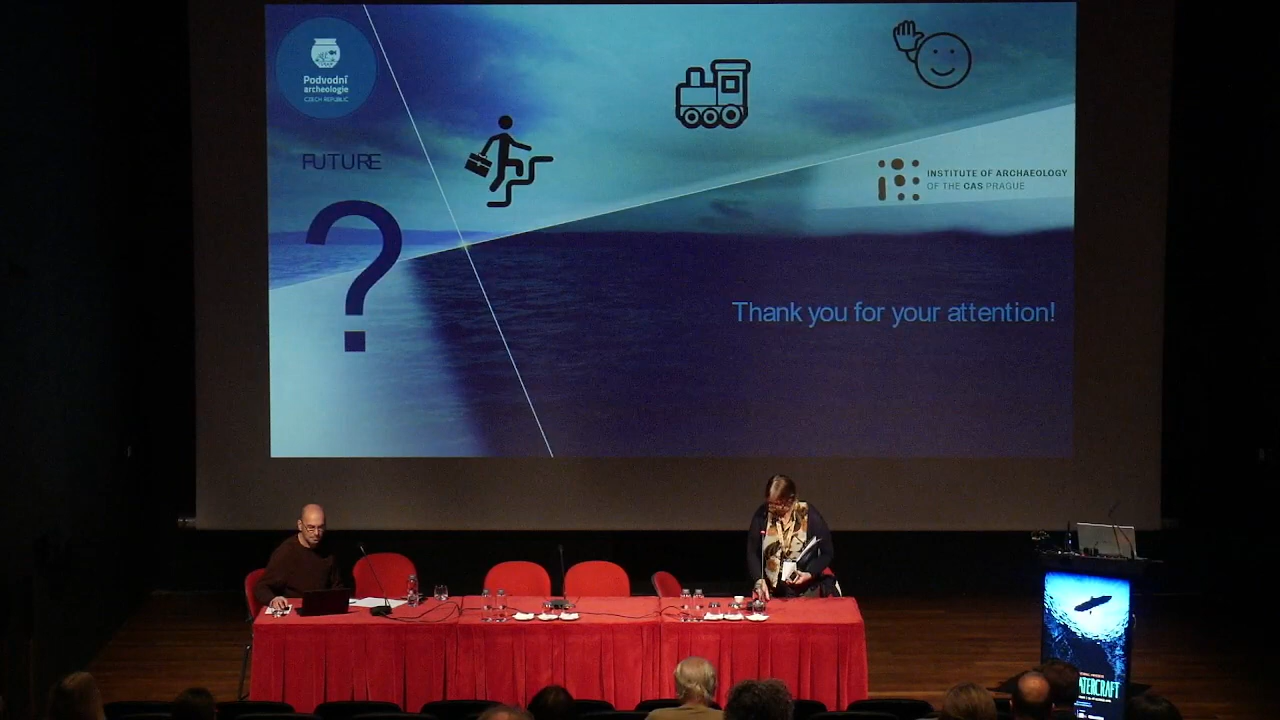 Podvodní
archeologie
CZECH REPUBLIC
FUTURE
?
INSTITUTE OF ARCHAEOLOGY
OF THE CAS PRAGUE
Thank you for your attention!